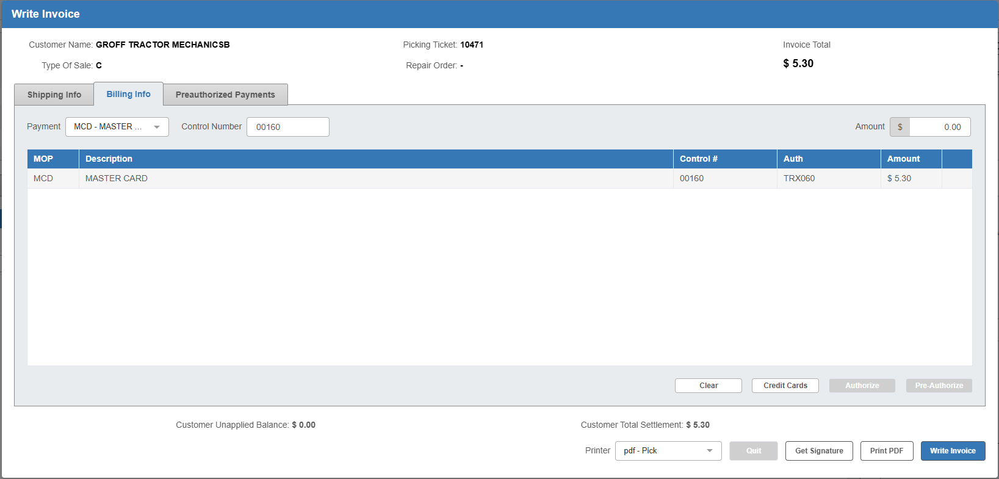 Write Invoice
Customer Name: GROFF TRACTOR MECHANICSB
Picking Ticket: 10471
Invoice Total
Type Of Sale: C
Repair Order: -
$ 5.30
Shipping Info
Billing Info
Preauthorized Payments
Payment
MCD - MASTER ...
Control Number
00160
Amount
$
0.00
MOP
Description
Control #
Auth
Amount
MCD
MASTER CARD
00160
TRX060
$ 5.30
Clear
Credit Cards
Authorize
Pre-Authorize
Customer Unapplied Balance: $ 0.00
Customer Total Settlement: $ 5.30
Printer
pdf - Pick
Quit
Get Signature
Print PDF
Write Invoice